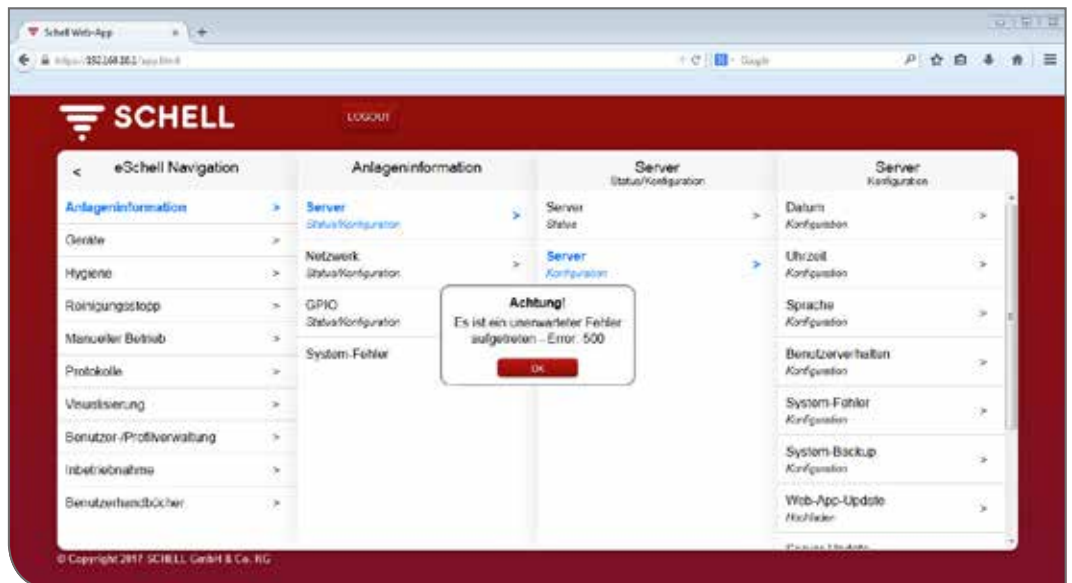 Schell Web-App
Google
SCHELL
LOGOUT
< eSchell Navigation
Anlageninformation >
Geräte >
Hygiene >
Reinigungsstopp >
Manueller Betrieb >
Protokolle >
Visualisierung >
Benutzer-/Profilverwaltung >
Inbetriebnahme >
Benutzerhandbücher >
Anlageninformation
Server >
Status/Konfiguration
Netzwerk >
Status/Konfiguration
GPIO
Status/Konfiguration
System-Fehler
Server
Status/Konfiguration
Server >
Status
Server >
Konfiguration
Achtung!
Es ist ein unerwarteter Fehler
aufgetreten - Error: 500
OK
Server
Konfiguration
Datum >
Konfiguration
Uhrzeit >
Konfiguration
Sprache >
Konfiguration
Benutzerverhalten >
Konfiguration
System-Fehler >
Konfiguration
System-Backup >
Konfiguration
Web-App-Update >
Hochladen
© Copyright 2017 SCHELL GmbH & Co. KG